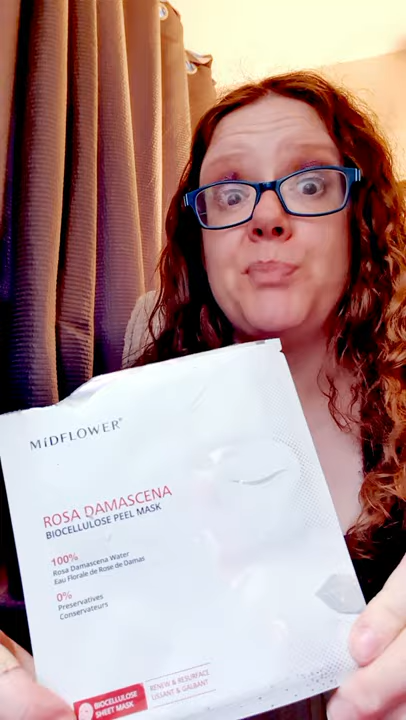 MiDFLOWER
ROSA DAMASCENA
BIOCELLULOSE PEEL MASK
100%
Rosa Damascena Water
Eau Florale de Rose de Damas
0%
Preservatives
Conservateurs
BIOCELLULOSE
SHEET MASK
RENEW & RESURFACE
LISSANT & GALBANT